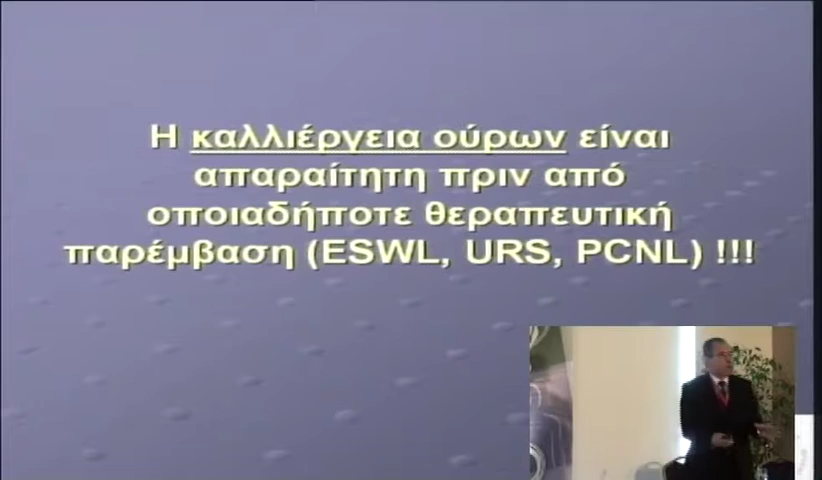 Η καλλιέργεια ούρων είναι
απαραίτητη πριν από
οποιαδήποτε θεραπευτική
παρέμβαση (ESWL, URS, PCNL) !!!